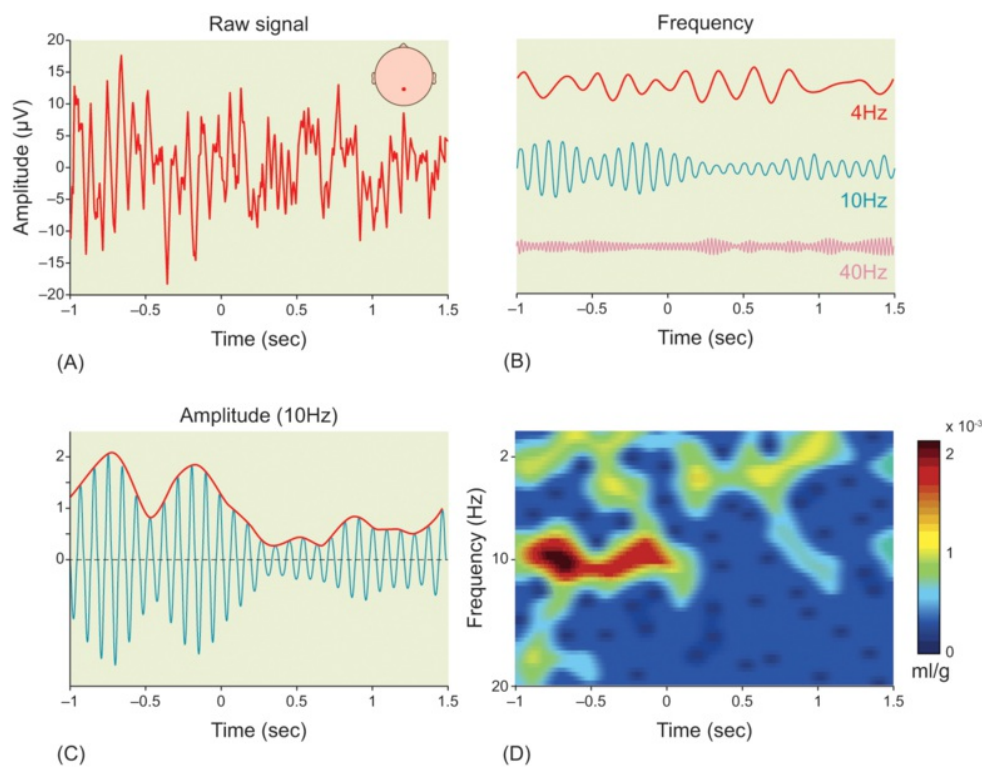 Raw signal
20
15
10
5
0
−5
−10
−15
−20
Amplitude (µV)
−1 −0.5 0 0.5 1 1.5
Time (sec)
(A)
Frequency
4Hz
10Hz
40Hz
−1 −0.5 0 0.5 1 1.5
Time (sec)
(B)
Amplitude (10Hz)
2
1
0
−1 −0.5 0 0.5 1 1.5
Time (sec)
(C)
Frequency (Hz)
2
10
20
−1 −0.5 0 0.5 1 1.5
Time (sec)
(D)
x 10⁻³
2
1
0
ml/g